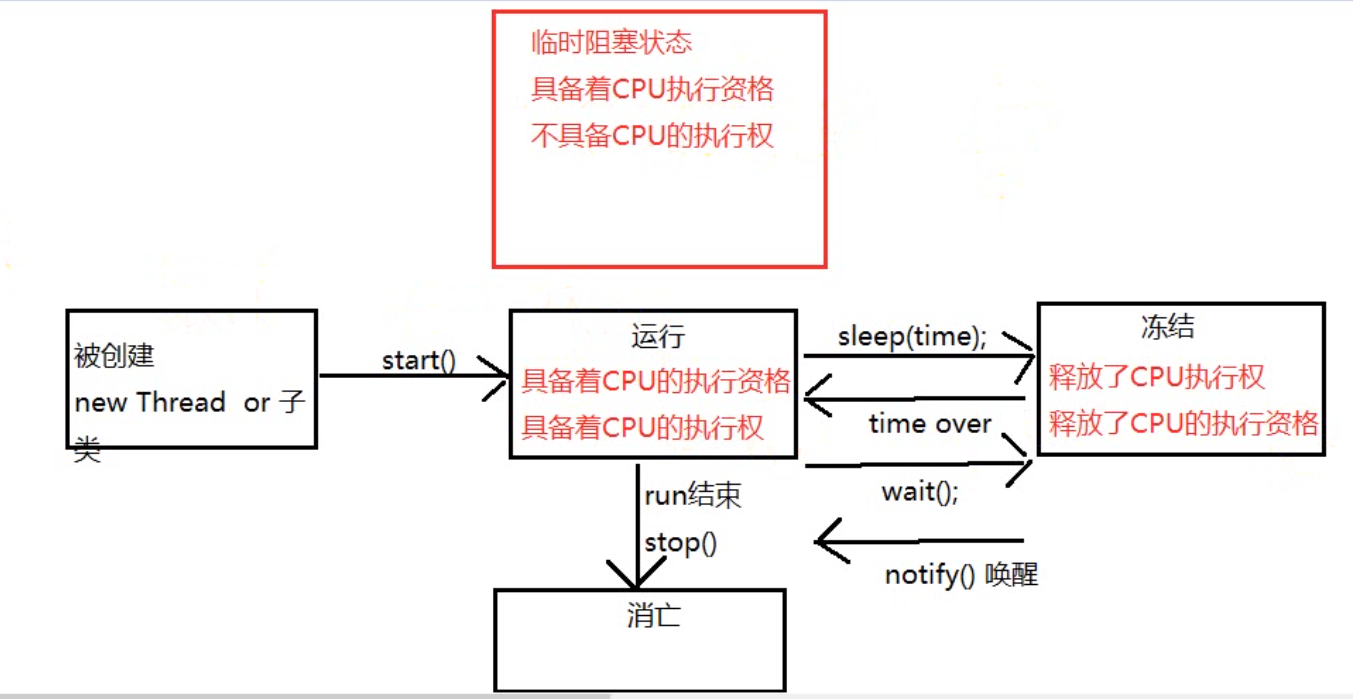 临时阻塞状态
具备着CPU执行资格
不具备CPU的执行权
被创建
new Thread or 子
类
start()
运行
具备着CPU的执行资格
具备着CPU的执行权
sleep(time);
time over
wait();
notify() 唤醒
冻结
释放了CPU执行权
释放了CPU的执行资格
run结束
stop()
消亡